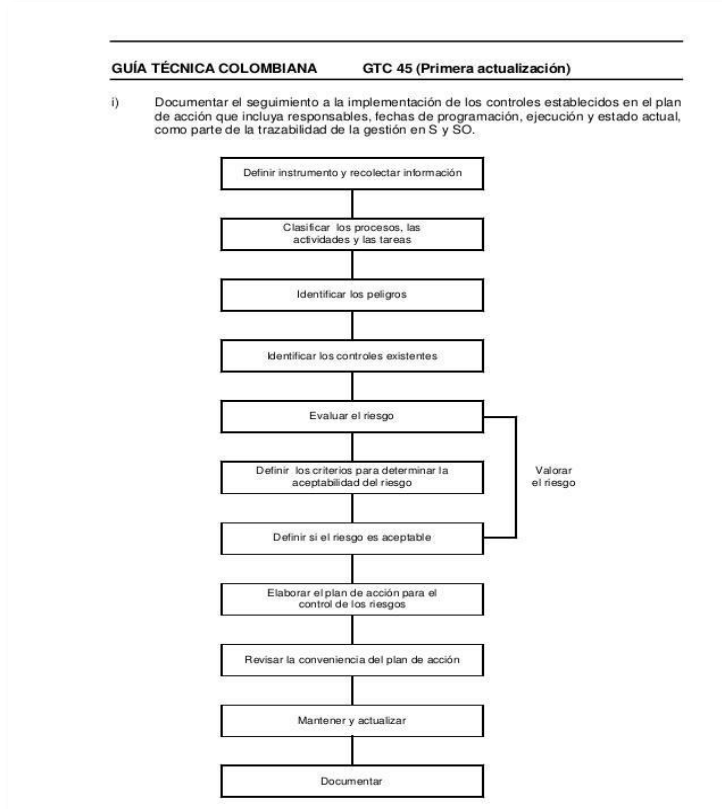 GUÍA TÉCNICA COLOMBIANA GTC 45 (Primera actualización)
i) Documentar el seguimiento a la implementación de los controles establecidos en el plan
de acción que incluya responsables, fechas de programación, ejecución y estado actual,
como parte de la trazabilidad de la gestión en S y SO.
Definir instrumento y recolectar información
Clasificar los procesos, las
actividades y las tareas
Identificar los peligros
Identificar los controles existentes
Evaluar el riesgo
Definir los criterios para determinar la
aceptabilidad del riesgo
Valorar
el riesgo
Definir si el riesgo es aceptable
Elaborar el plan de acción para el
control de los riesgos
Revisar la conveniencia del plan de acción
Mantener y actualizar
Documentar